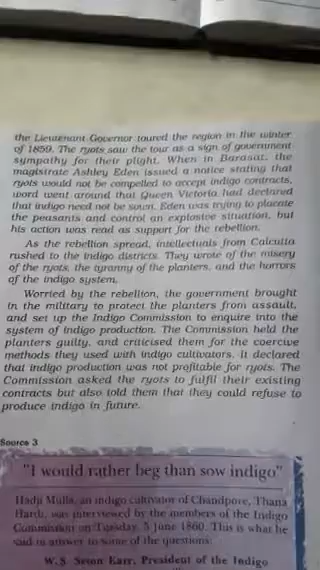 the Lieutenant Governor toured the region in the winter
of 1859. The ryots saw the tour as a sign of government
sympathy for their plight. When in Barasat, the
magistrate Ashley Eden issued a notice stating that
ryots would not be compelled to accept indigo contracts,
word went around that Queen Victoria had declared
that indigo need not be sown. Eden was trying to placate
the peasants and control an explosive situation, but
his action was read as support for the rebellion.
As the rebellion spread, intellectuals from Calcutta
rushed to the indigo districts. They wrote of the misery
of the ryots, the tyranny of the planters, and the horrors
of the indigo system.
Worried by the rebellion, the government brought
in the military to protect the planters from assault,
and set up the Indigo Commission to enquire into the
system of indigo production. The Commission held the
planters guilty, and criticised them for the coercive
methods they used with indigo cultivators. It declared
that indigo production was not profitable for ryots. The
Commission asked the ryots to fulfil their existing
contracts but also told them that they could refuse to
produce indigo in future.
Source 3
"I would rather beg than sow indigo"
Hadji Mulla, an indigo cultivator of Chandpore, Thana
Hardi, was interviewed by the members of the Indigo
Commission on Tuesday, 5 June 1860. This is what he
said in answer to some of the questions:
W.S. Seton Karr, President of the Indigo